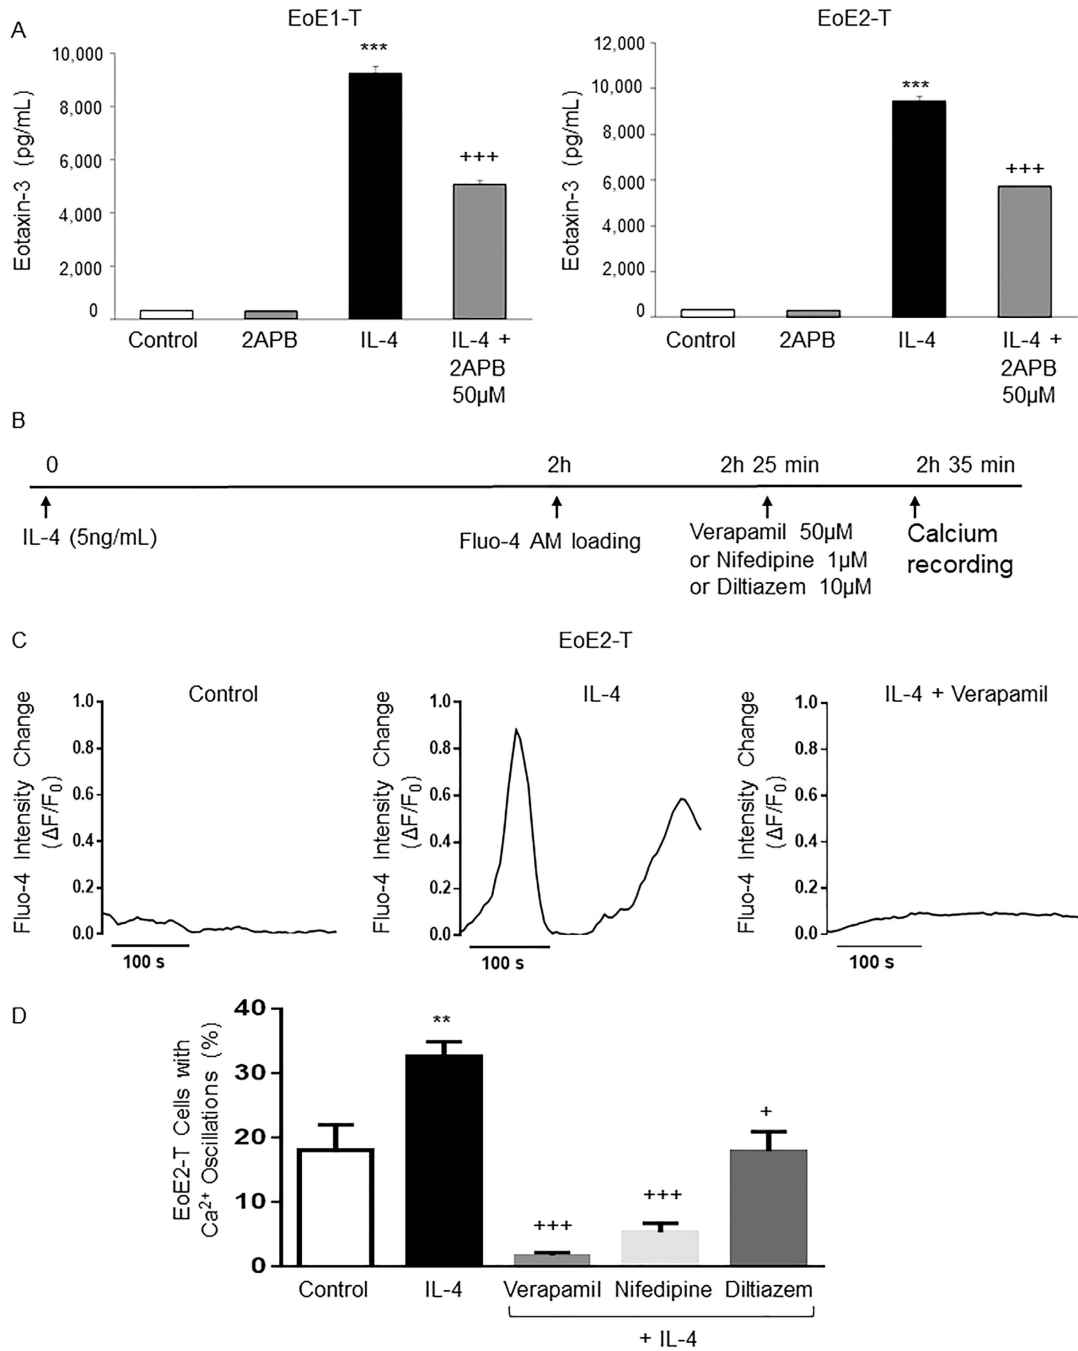 A
EoE1-T
EoE2-T
Eotaxin-3 (pg/mL)
10,000
8,000
6,000
4,000
2,000
0
***
+++
Control
2APB
IL-4
IL-4 +
2APB
50µM
Eotaxin-3 (pg/mL)
12,000
10,000
8,000
6,000
4,000
2,000
0
***
+++
Control
2APB
IL-4
IL-4 +
2APB
50µM
B
0
2h
2h 25 min
2h 35 min
IL-4 (5ng/mL)
Fluo-4 AM loading
Verapamil 50µM
or Nifedipine 1µM
or Diltiazem 10µM
Calcium
recording
C
EoE2-T
Control
Fluo-4 Intensity Change
(ΔF/F0)
1.0
0.8
0.6
0.4
0.2
0.0
100 s
IL-4
Fluo-4 Intensity Change
(ΔF/F0)
1.0
0.8
0.6
0.4
0.2
0.0
100 s
IL-4 + Verapamil
Fluo-4 Intensity Change
(ΔF/F0)
1.0
0.8
0.6
0.4
0.2
0.0
100 s
D
EoE2-T Cells with
Ca2+ Oscillations (%)
40
30
20
10
0
**
+++
+++
+
Control
IL-4
Verapamil
Nifedipine
Diltiazem
+ IL-4